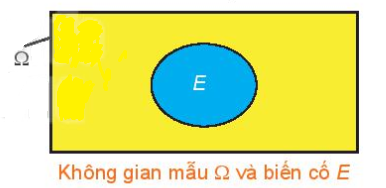 Ω
E
Không gian mẫu Ω và biến cố E